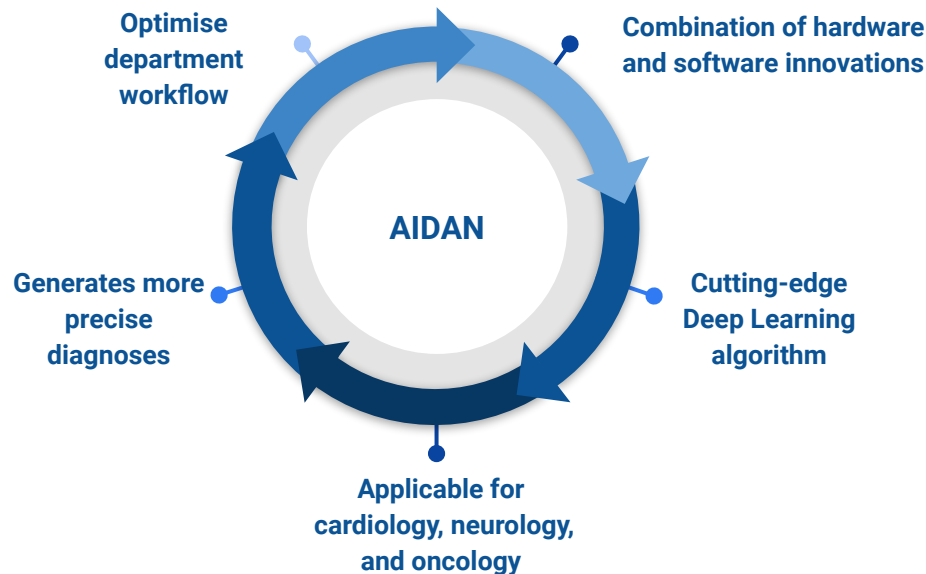 Optimise
department
workflow
Combination of hardware
and software innovations
AIDAN
Generates more
precise
diagnoses
Cutting-edge
Deep Learning
algorithm
Applicable for
cardiology, neurology,
and oncology